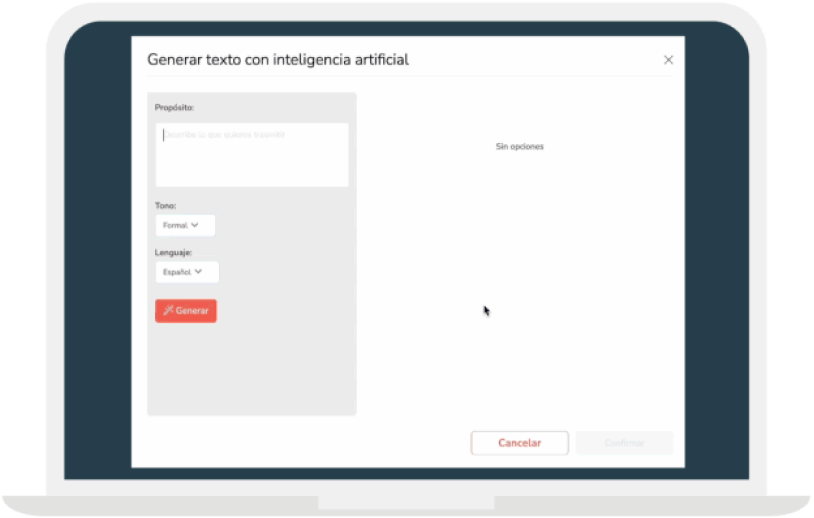 Generar texto con inteligencia artificial
Propósito:
Describe lo que quieres trasmitir
Sin opciones
Tono:
Formal
Lenguaje:
Español
Generar
Cancelar
Confirmar